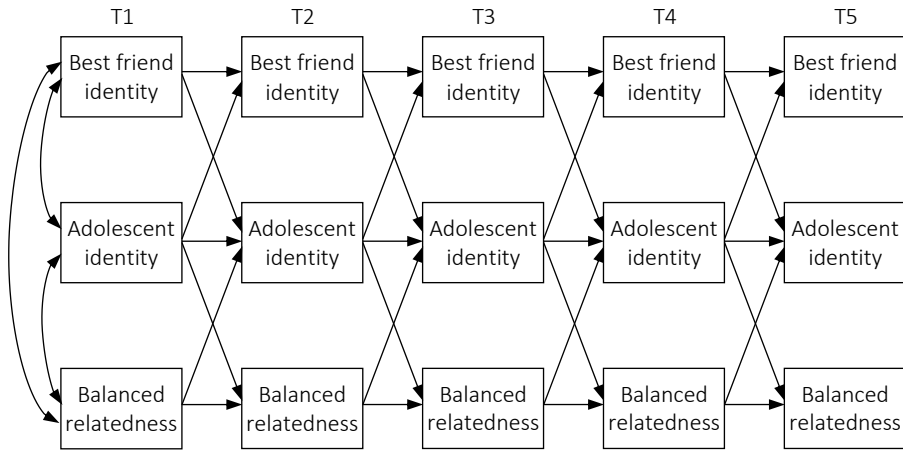 T1 T2 T3 T4 T5
Best friend Best friend Best friend Best friend Best friend
identity identity identity identity identity
Adolescent Adolescent Adolescent Adolescent Adolescent
identity identity identity identity identity
Balanced Balanced Balanced Balanced Balanced
relatedness relatedness relatedness relatedness relatedness